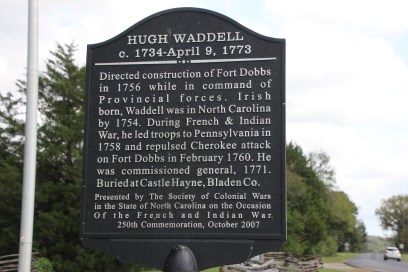 HUGH WADDELL
c. 1734-April 9, 1773
Directed construction of Fort Dobbs
in 1756 while in command of
Provincial forces. Irish
born, Waddell was in North Carolina
by 1754. During French & Indian
War, he led troops to Pennsylvania in
1758 and repulsed Cherokee attack
on Fort Dobbs in February 1760. He
was commissioned general, 1771.
Buried at Castle Hayne, Bladen Co.
Presented by The Society of Colonial Wars
in the State of North Carolina on the Occasion
Of the French and Indian War
250th Commemoration, October 2007